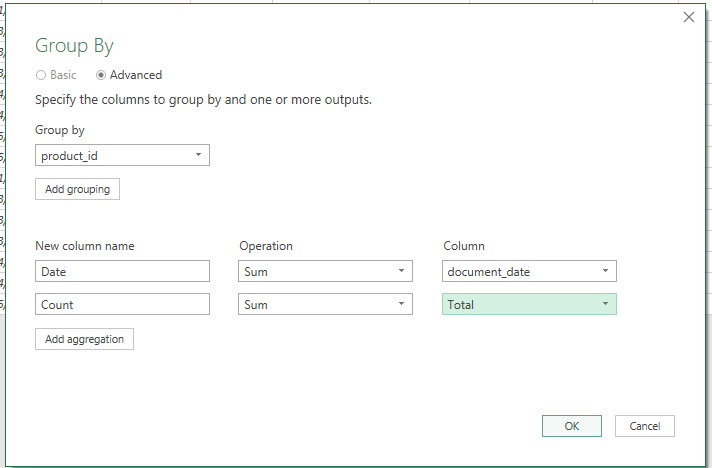 Group By
Basic Advanced
Specify the columns to group by and one or more outputs.
Group by
product_id
Add grouping
New column name Operation Column
Date Sum document_date
Count Sum Total
Add aggregation
OK Cancel